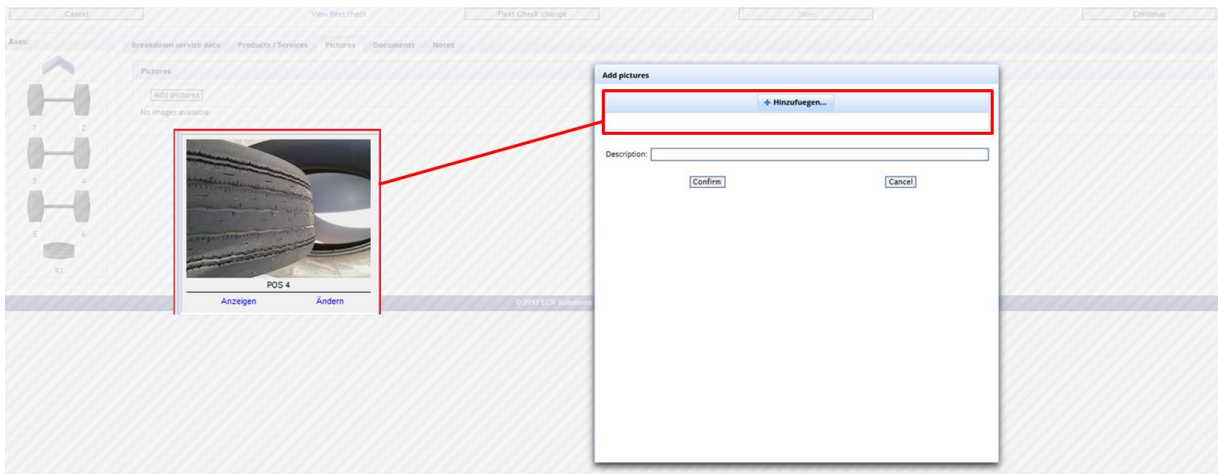 Cancel
View fleet check
Fleet Check change
Save
Continue
Axes:
Breakdown service data
Products / Services
Pictures
Documents
Notes
Pictures
Add pictures
No images available
1 2
3 4
5 6
R1
POS 4
Anzeigen
Ändern
Add pictures
+ Hinzufuegen...
Description:
Confirm
Cancel
© 2017 ECR Solutions